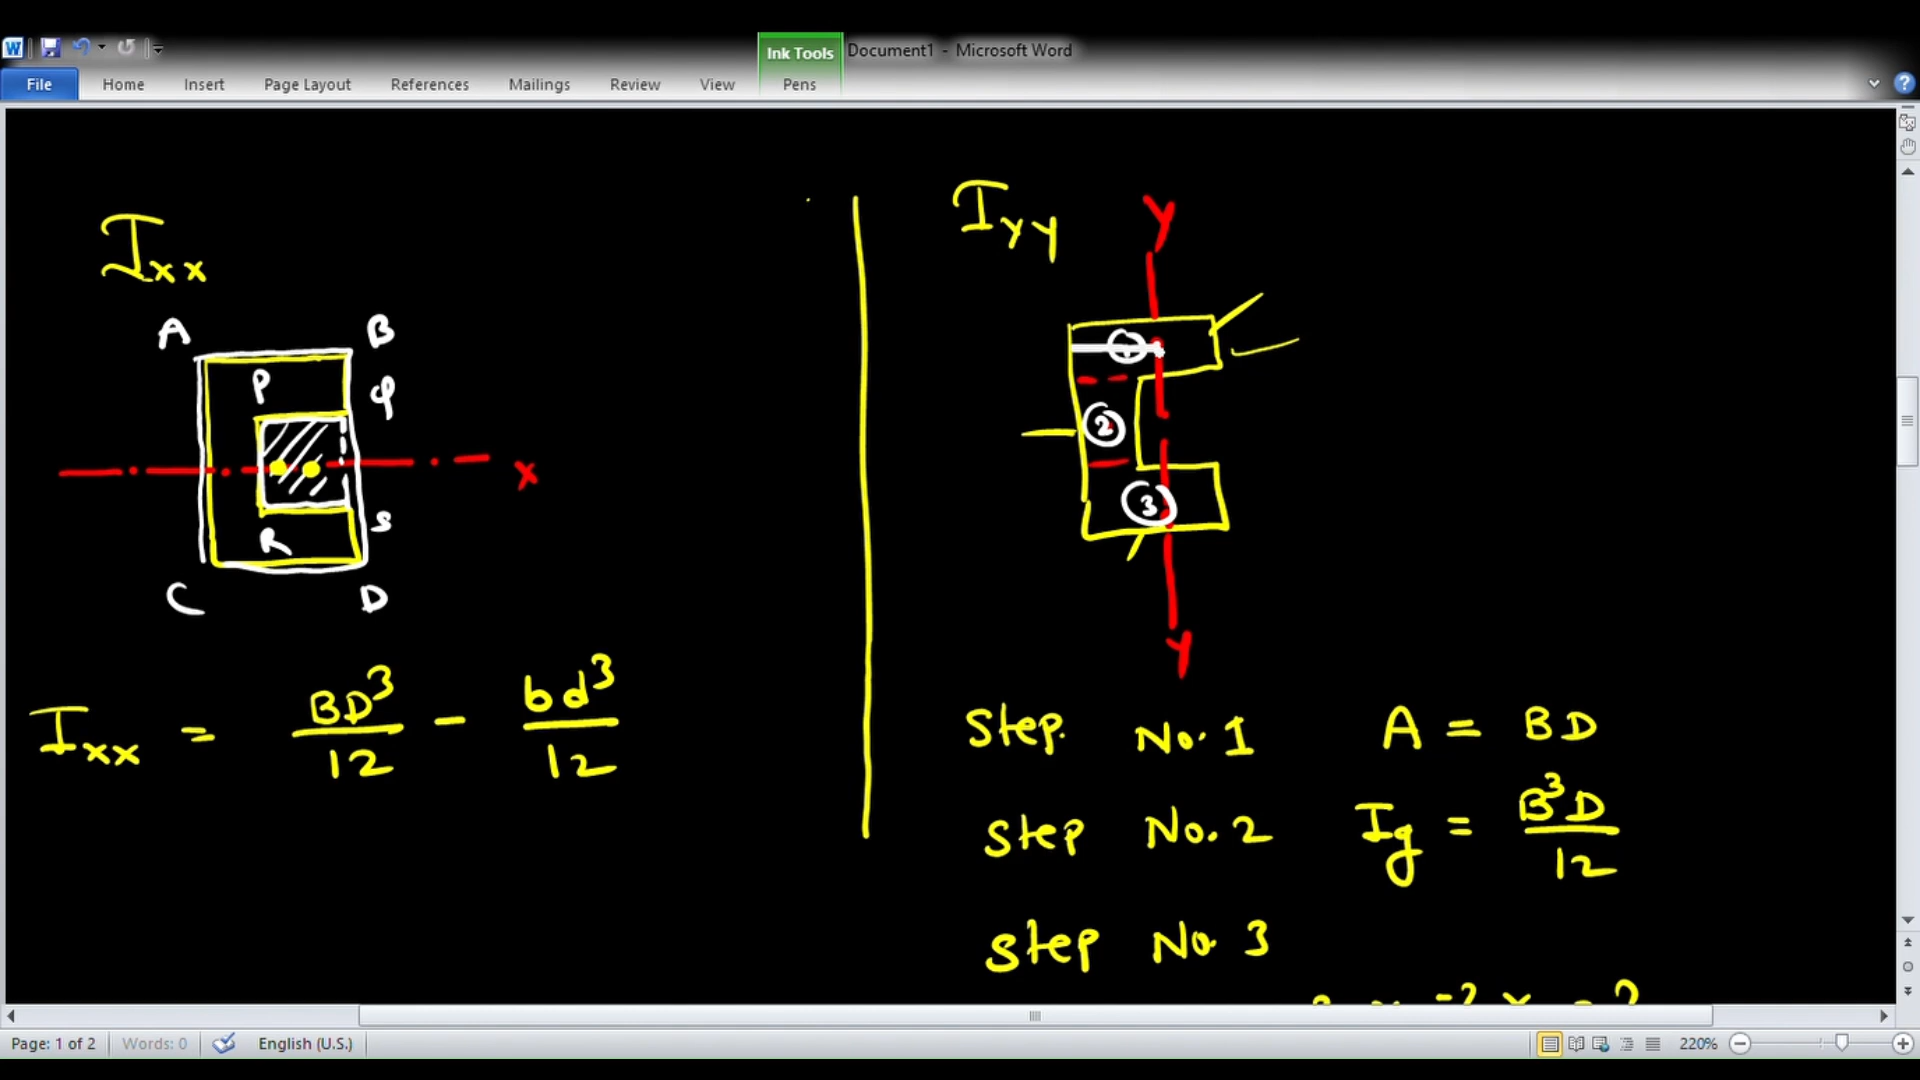 Ink Tools
Document1 - Microsoft Word
File Home Insert Page Layout References Mailings Review View Pens
Ixx
A B
P Q
x
R S
C D
Ixx = BD³/12 - bd³/12
Iyy
Y
1
2
3
Y
Step. No. 1 A = BD
Step No. 2 Ig = B³D/12
Step No. 3
Page: 1 of 2 Words: 0 English (U.S.) 220%